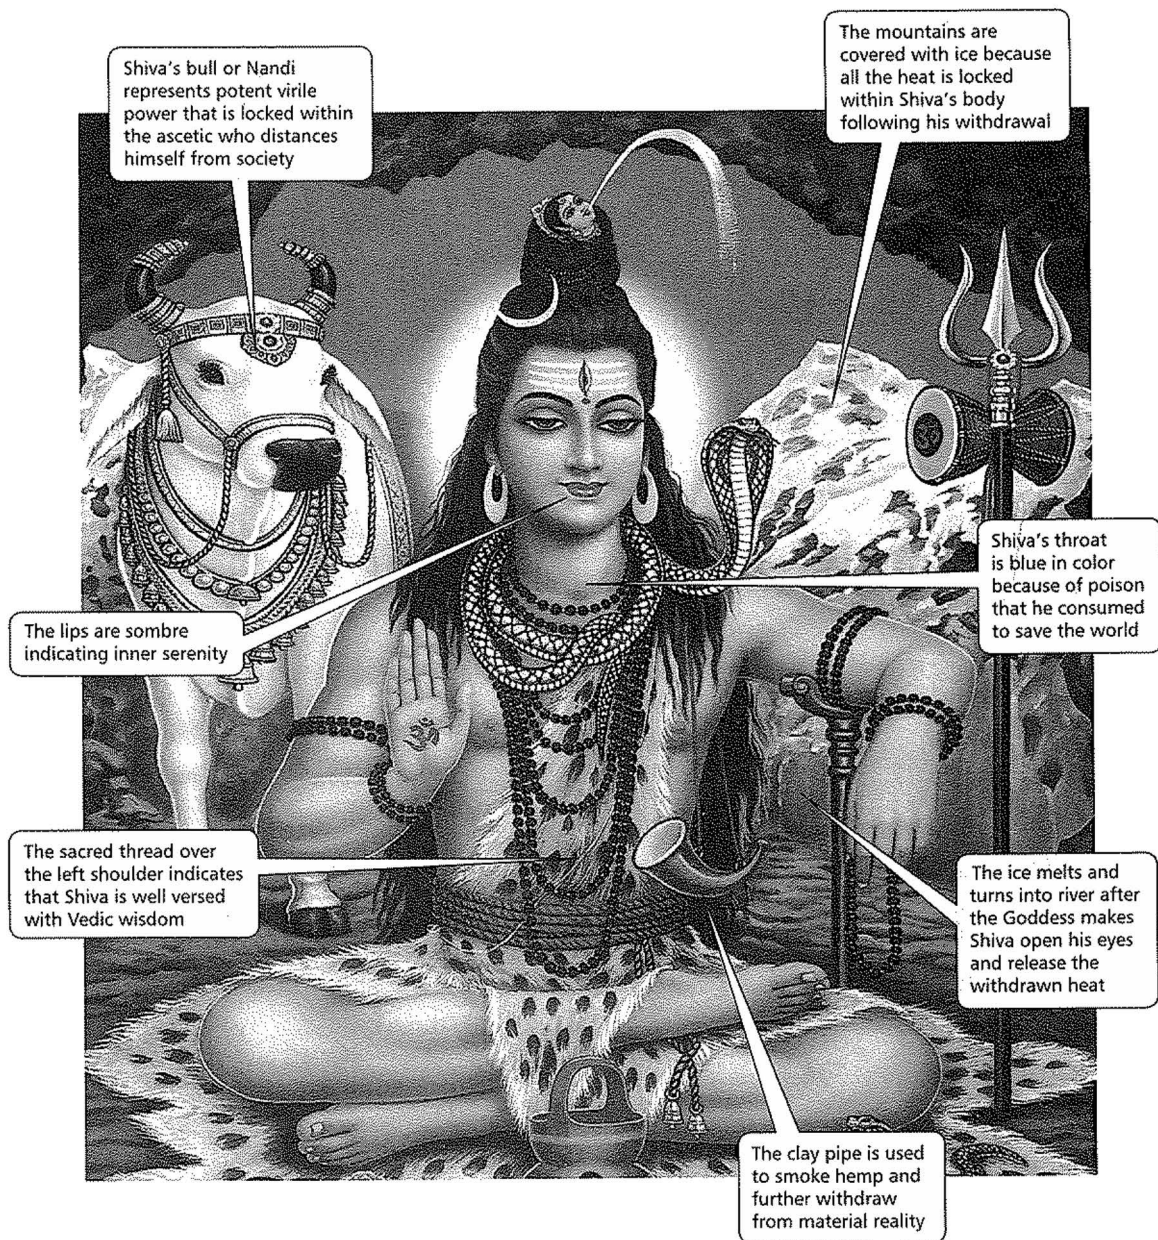 Shiva's bull or Nandi
represents potent virile
power that is locked within
the ascetic who distances
himself from society
The mountains are
covered with ice because
all the heat is locked
within Shiva's body
following his withdrawal
Shiva's throat
is blue in color
because of poison
that he consumed
to save the world
The lips are sombre
indicating inner serenity
ॐ
ॐ
The sacred thread over
the left shoulder indicates
that Shiva is well versed
with Vedic wisdom
The ice melts and
turns into river after
the Goddess makes
Shiva open his eyes
and release the
withdrawn heat
The clay pipe is used
to smoke hemp and
further withdraw
from material reality